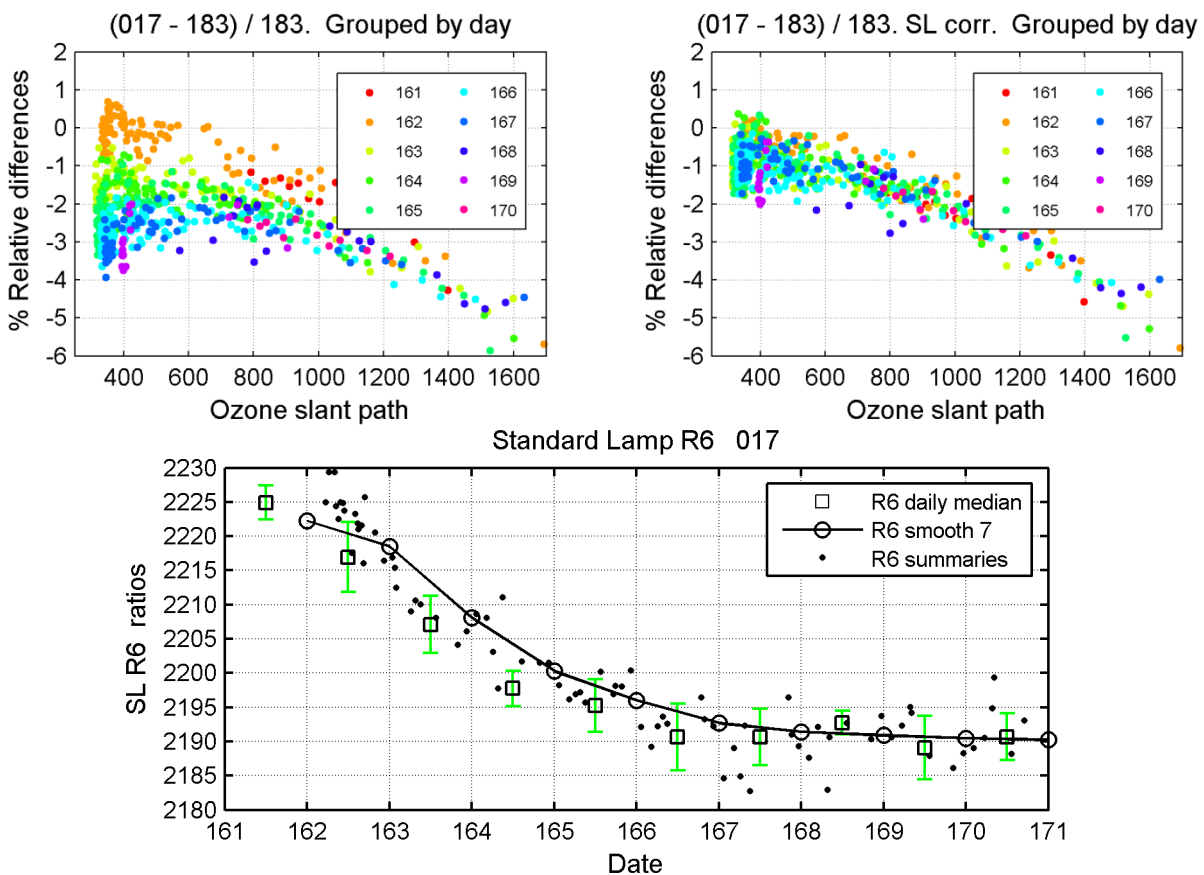 (017 - 183) / 183. Grouped by day
% Relative differences
2
1
0
-1
-2
-3
-4
-5
-6
161 166
162 167
163 168
164 169
165 170
400 600 800 1000 1200 1400 1600
Ozone slant path
(017 - 183) / 183. SL corr. Grouped by day
% Relative differences
2
1
0
-1
-2
-3
-4
-5
-6
161 166
162 167
163 168
164 169
165 170
400 600 800 1000 1200 1400 1600
Ozone slant path
Standard Lamp R6 017
SL R6 ratios
2230
2225
2220
2215
2210
2205
2200
2195
2190
2185
2180
R6 daily median
R6 smooth 7
R6 summaries
161 162 163 164 165 166 167 168 169 170 171
Date